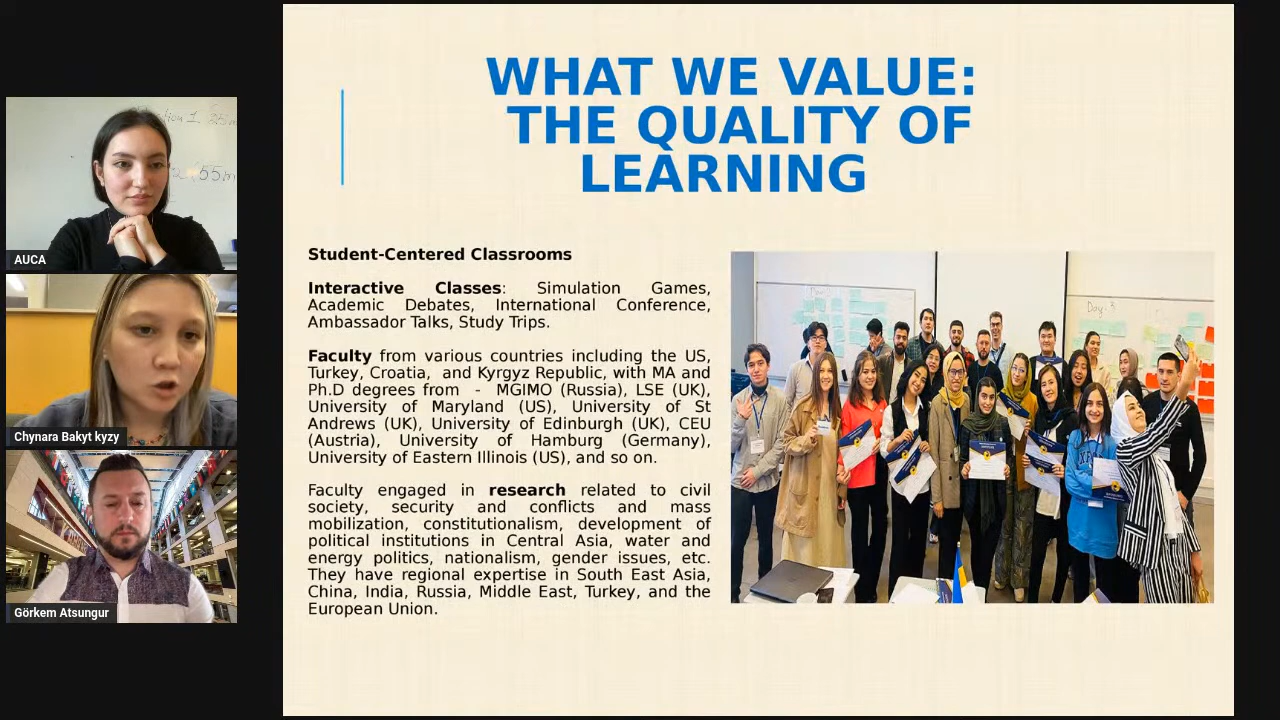 WHAT WE VALUE:
THE QUALITY OF
LEARNING
Student-Centered Classrooms
Interactive Classes: Simulation Games,
Academic Debates, International Conference,
Ambassador Talks, Study Trips.
Faculty from various countries including the US,
Turkey, Croatia, and Kyrgyz Republic, with MA and
Ph.D degrees from - MGIMO (Russia), LSE (UK),
University of Maryland (US), University of St
Andrews (UK), University of Edinburgh (UK), CEU
(Austria), University of Hamburg (Germany),
University of Eastern Illinois (US), and so on.
Faculty engaged in research related to civil
society, security and conflicts and mass
mobilization, constitutionalism, development of
political institutions in Central Asia, water and
energy politics, nationalism, gender issues, etc.
They have regional expertise in South East Asia,
China, India, Russia, Middle East, Turkey, and the
European Union.
AUCA
Chynara Bakyt kyzy
Görkem Atsungur